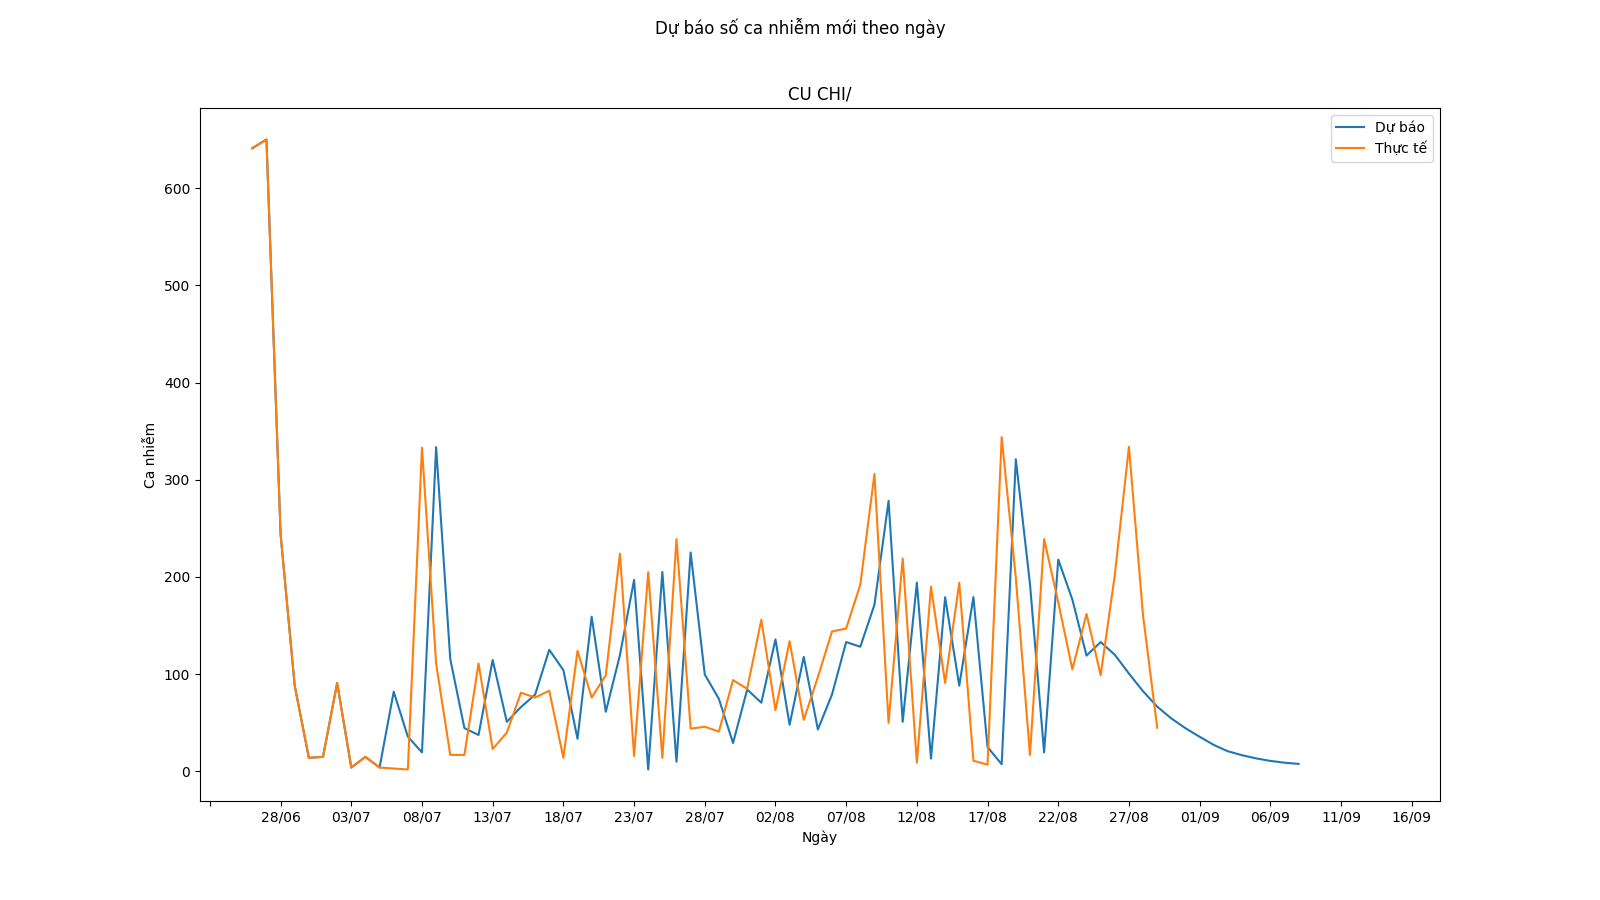 Dự báo số ca nhiễm mới theo ngày
CU CHI/
Dự báo
Thực tế
600
500
400
300
200
100
0
Ca nhiễm
28/06 03/07 08/07 13/07 18/07 23/07 28/07 02/08 07/08 12/08 17/08 22/08 27/08 01/09 06/09 11/09 16/09
Ngày